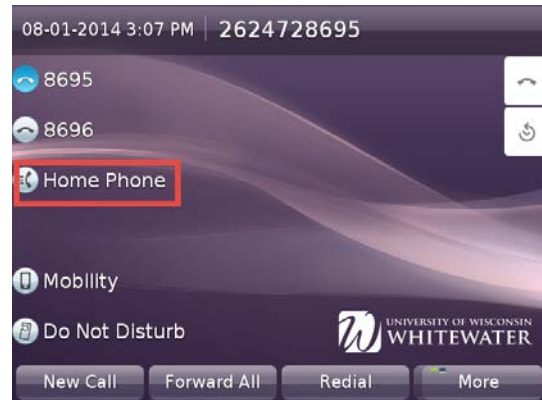 08-01-2014 3:07 PM 2624728695
8695
8696
Home Phone
Mobility
Do Not Disturb
UNIVERSITY OF WISCONSIN
WHITEWATER
New Call Forward All Redial More